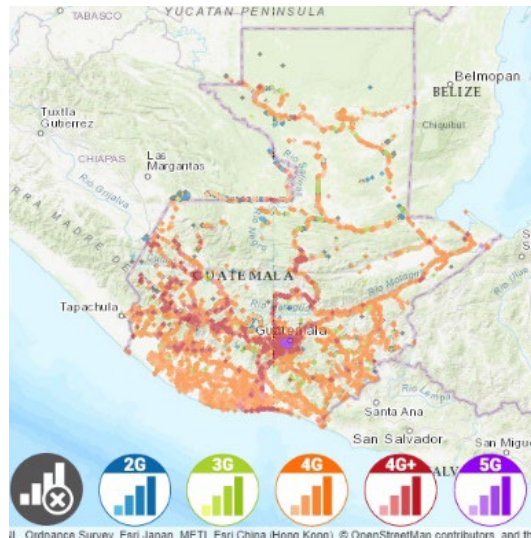 YUCATAN PENINSULA
TABASCO
Belmopan
BELIZE
Tuxtla
Gutierrez
Chiquibul
CHIAPAS
Las
Margaritas
Rio Grijalva
GUATEMALA
Rio Motagua
Tapachula
Guatemala
Rio Lempa
Santa Ana
San Salvador
San Migue
2G
3G
4G
4G+
5G
Ordnance Survey, Esri Japan, METI, Esri China (Hong Kong), © OpenStreetMap contributors, and th